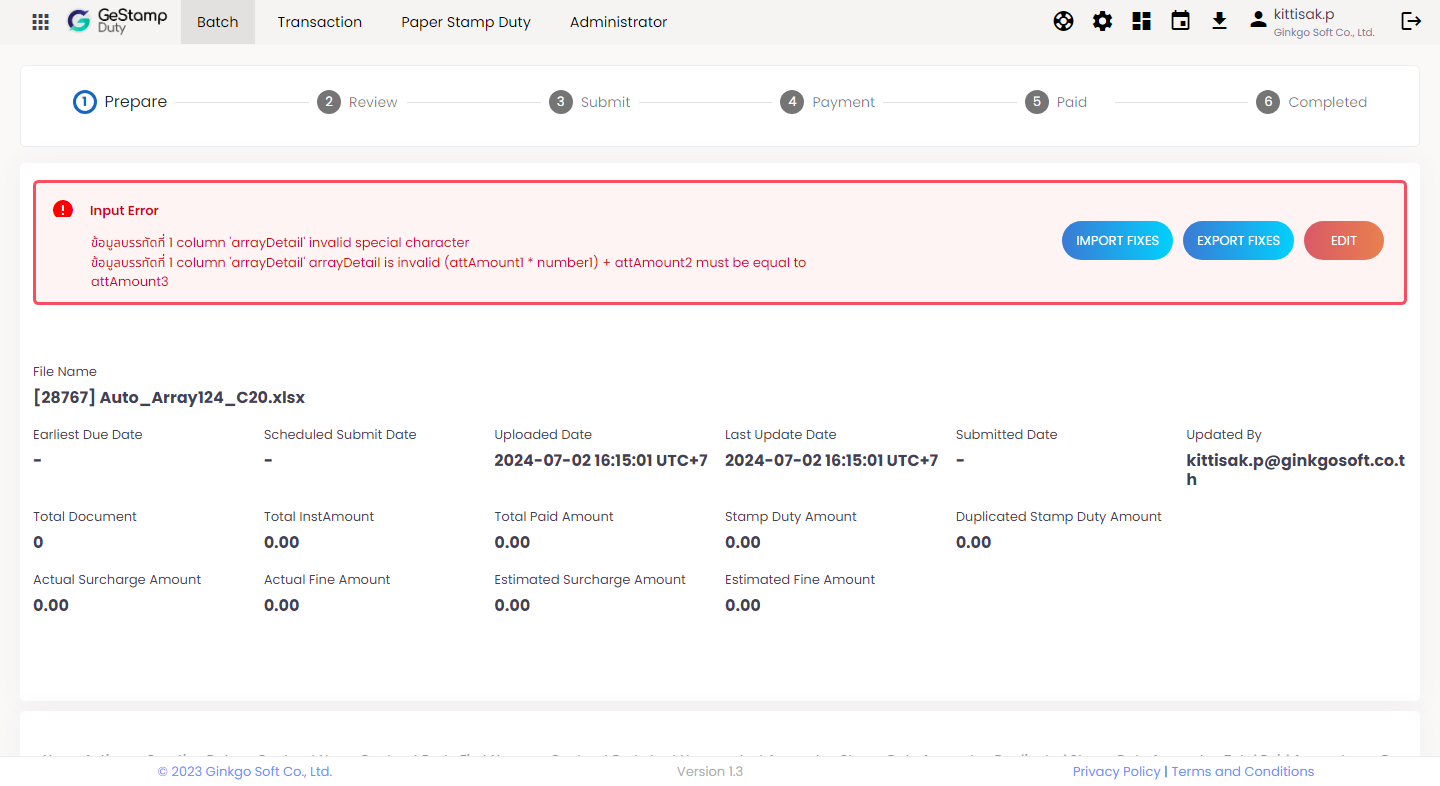 GeStamp
Duty
Batch
Transaction
Paper Stamp Duty
Administrator
kittisak.p
Ginkgo Soft Co., Ltd.
1 Prepare
2 Review
3 Submit
4 Payment
5 Paid
6 Completed
Input Error
ข้อมูลบรรทัดที่ 1 column 'arrayDetail' invalid special character
ข้อมูลบรรทัดที่ 1 column 'arrayDetail' arrayDetail is invalid (attAmount1 * number1) + attAmount2 must be equal to
attAmount3
IMPORT FIXES
EXPORT FIXES
EDIT
File Name
[28767] Auto_Array124_C20.xlsx
Earliest Due Date
-
Scheduled Submit Date
-
Uploaded Date
2024-07-02 16:15:01 UTC+7
Last Update Date
2024-07-02 16:15:01 UTC+7
Submitted Date
-
Updated By
kittisak.p@ginkgosoft.co.t
h
Total Document
0
Total InstAmount
0.00
Total Paid Amount
0.00
Stamp Duty Amount
0.00
Duplicated Stamp Duty Amount
0.00
Actual Surcharge Amount
0.00
Actual Fine Amount
0.00
Estimated Surcharge Amount
0.00
Estimated Fine Amount
0.00
© 2023 Ginkgo Soft Co., Ltd.
Version 1.3
Privacy Policy | Terms and Conditions